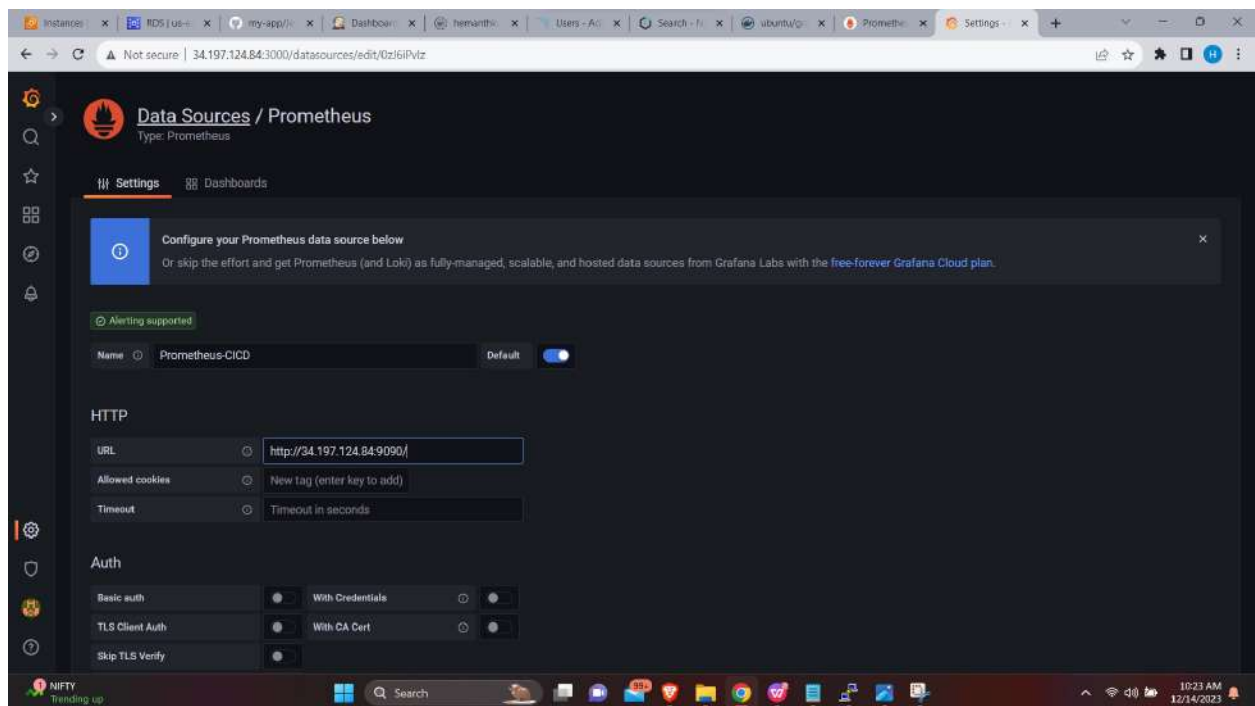 Instances
RDS | us-e
my-app/
Dashboar
hemanthk
Users - Ac
Search - h
ubuntu/g
Promethe
Settings -
Not secure | 34.197.124.84:3000/datasources/edit/
H
Data Sources / Prometheus
Type: Prometheus
Settings Dashboards
Configure your Prometheus data source below
Or skip the effort and get Prometheus (and Loki) as fully-managed, scalable, and hosted data sources from Grafana Labs with the free-forever Grafana Cloud plan.
Alerting supported
Name Prometheus-CICD Default
HTTP
URL http://34.197.124.84:9090/
Allowed cookies New tag (enter key to add)
Timeout Timeout in seconds
Auth
Basic auth With Credentials
TLS Client Auth With CA Cert
Skip TLS Verify
1
NIFTY
Trending up
Search
99+
10:23 AM
12/14/2023